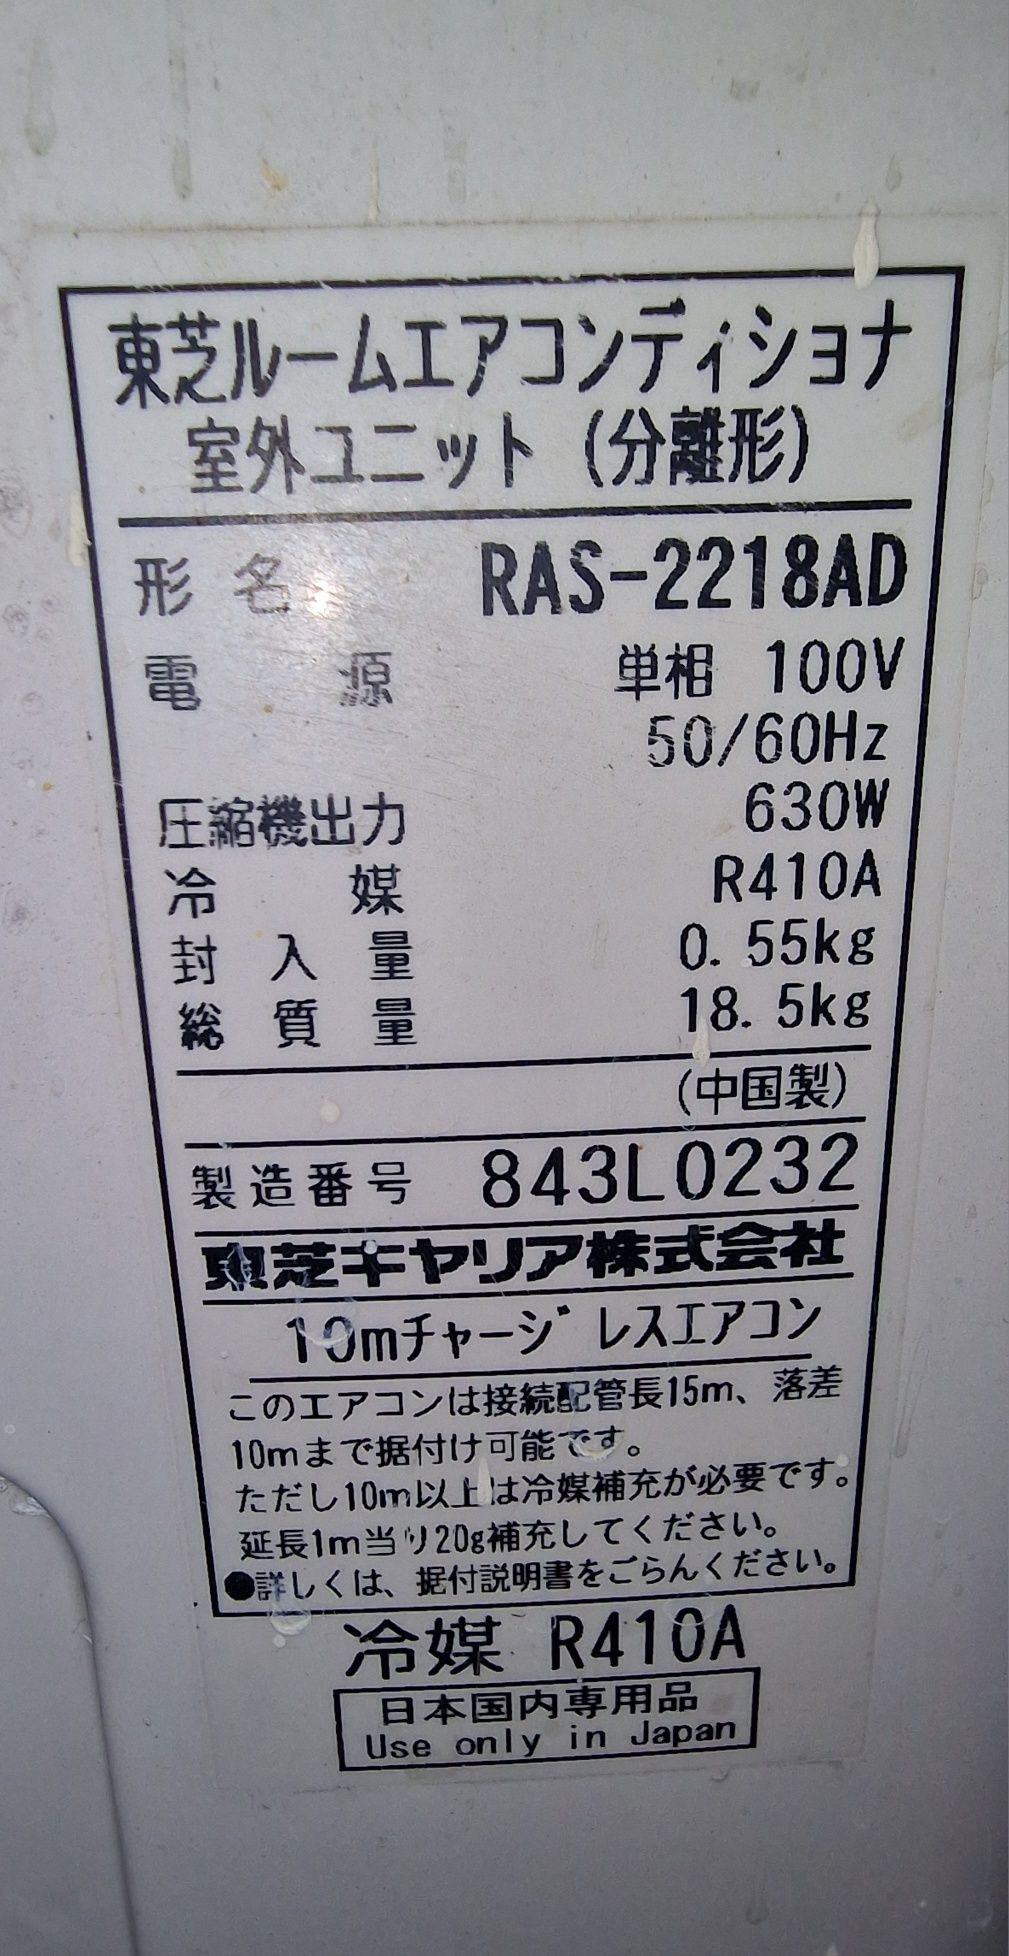 東芝ルームエアコンディショナ
室外ユニット (分離形)
形名 RAS-2218AD
電源 単相 100V
50/60Hz
圧縮機出力 630W
冷媒 R410A
封入量 0.55kg
総質量 18.5kg
(中国製)
製造番号 843L0232
東芝キヤリア株式会社
10mチャージレスエアコン
このエアコンは接続配管長15m、落差
10mまで据付け可能です。
ただし10m以上は冷媒補充が必要です。
延長1m当り20g補充してください。
●詳しくは、据付説明書をごらんください。
冷媒 R410A
日本国内専用品
Use only in Japan